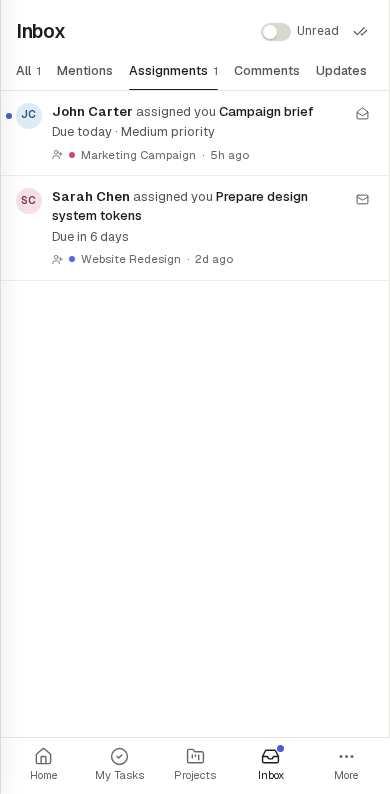 Inbox
Unread
All 1 Mentions Assignments 1 Comments Updates
JC
John Carter assigned you Campaign brief
Due today · Medium priority
Marketing Campaign · 5h ago
SC
Sarah Chen assigned you Prepare design
system tokens
Due in 6 days
Website Redesign · 2d ago
Home My Tasks Projects Inbox More